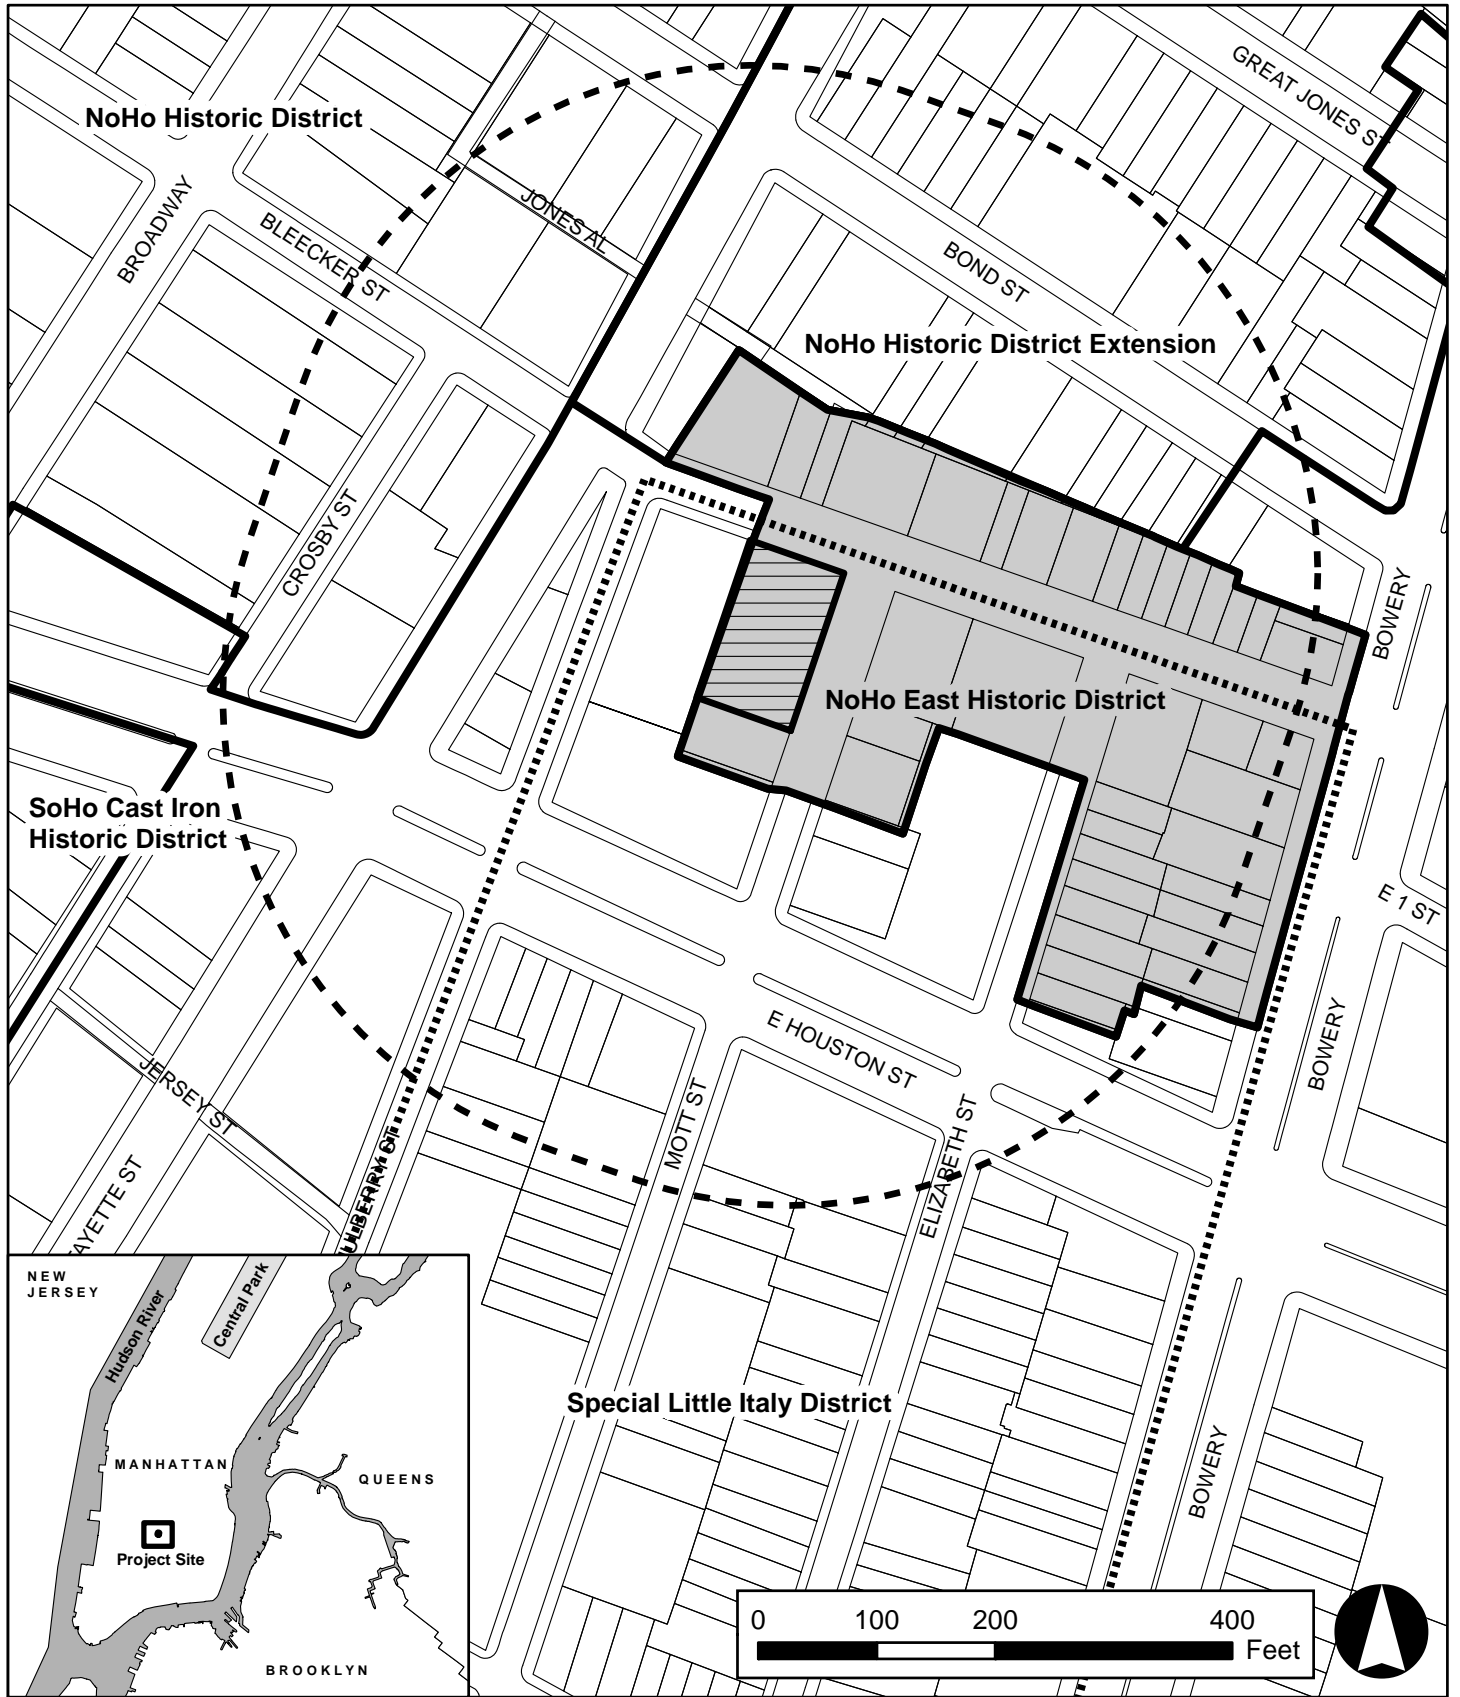 GREAT JONES ST
NoHo Historic District
JONES AL
BROADWAY
BLEECKER ST
BOND ST
NoHo Historic District Extension
CROSBY ST
BOWERY
NoHo East Historic District
SoHo Cast Iron
Historic District
E 1 ST
E HOUSTON ST
BOWERY
JERSEY ST
MOTT ST
ELIZABETH ST
AYETTE ST
ULBERRY ST
Special Little Italy District
BOWERY
NEW
JERSEY
Hudson River
Central Park
MANHATTAN
QUEENS
Project Site
BROOKLYN
0 100 200 400
Feet